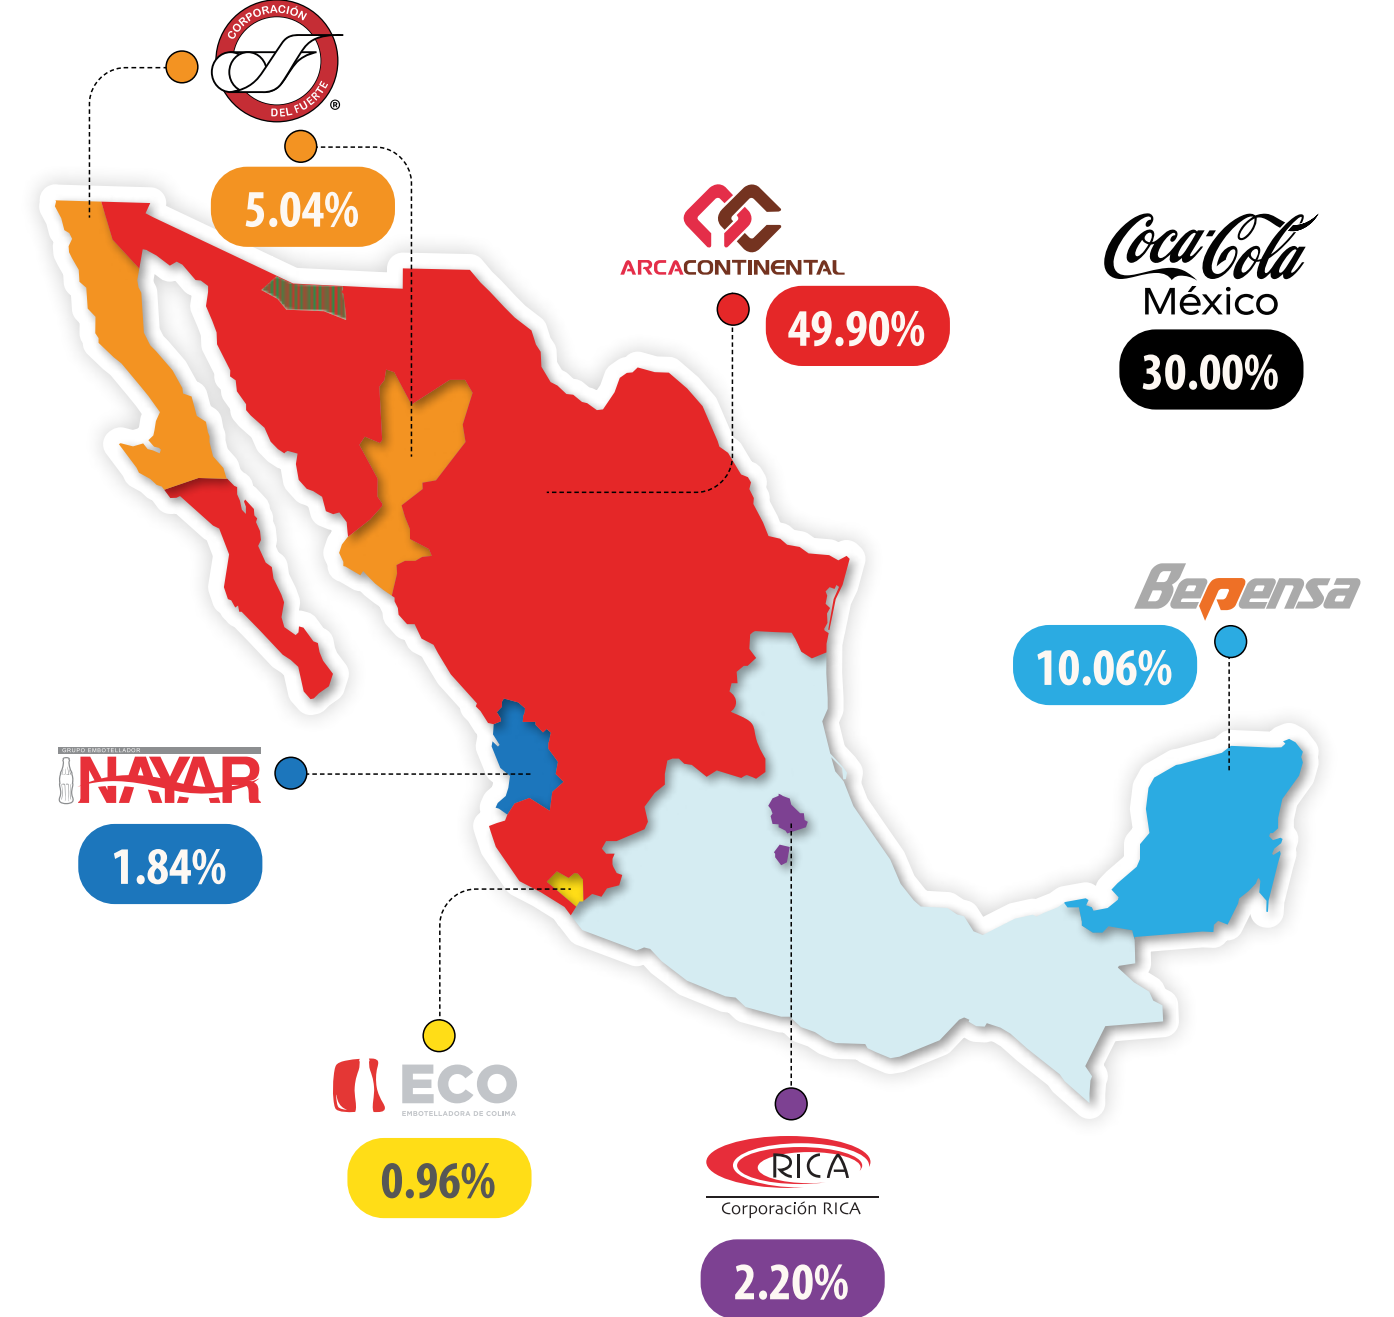 CORPORACIÓN
DEL FUERTE
®
5.04%
ARCACONTINENTAL
49.90%
Coca-Cola
México
30.00%
Bepensa
10.06%
GRUPO EMBOTELLADOR
NAYAR
1.84%
ECO
EMBOTELLADORA DE COLIMA
0.96%
RICA
Corporación RICA
2.20%